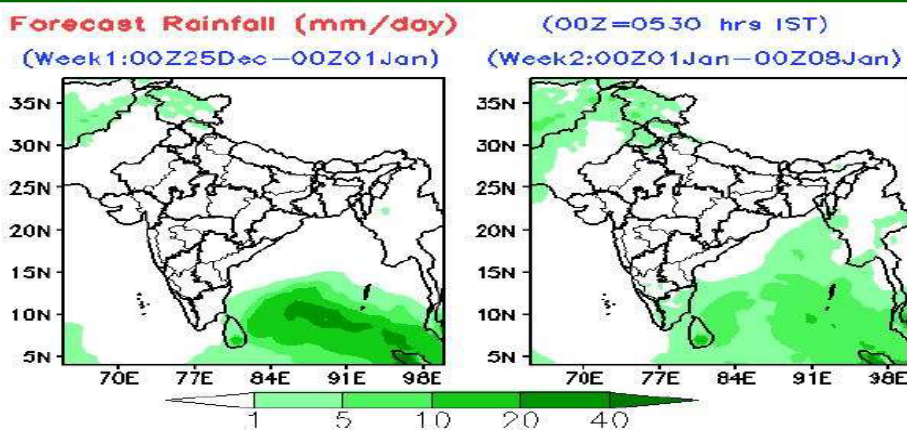 Forecast Rainfall (mm/day) (00Z=0530 hrs IST)
(Week1:00Z25Dec-00Z01Jan) (Week2:00Z01Jan-00Z08Jan)
35N 35N
30N 30N
25N 25N
20N 20N
15N 15N
10N 10N
5N 5N
70E 77E 84E 91E 98E 70E 77E 84E 91E 98E
1 5 10 20 40